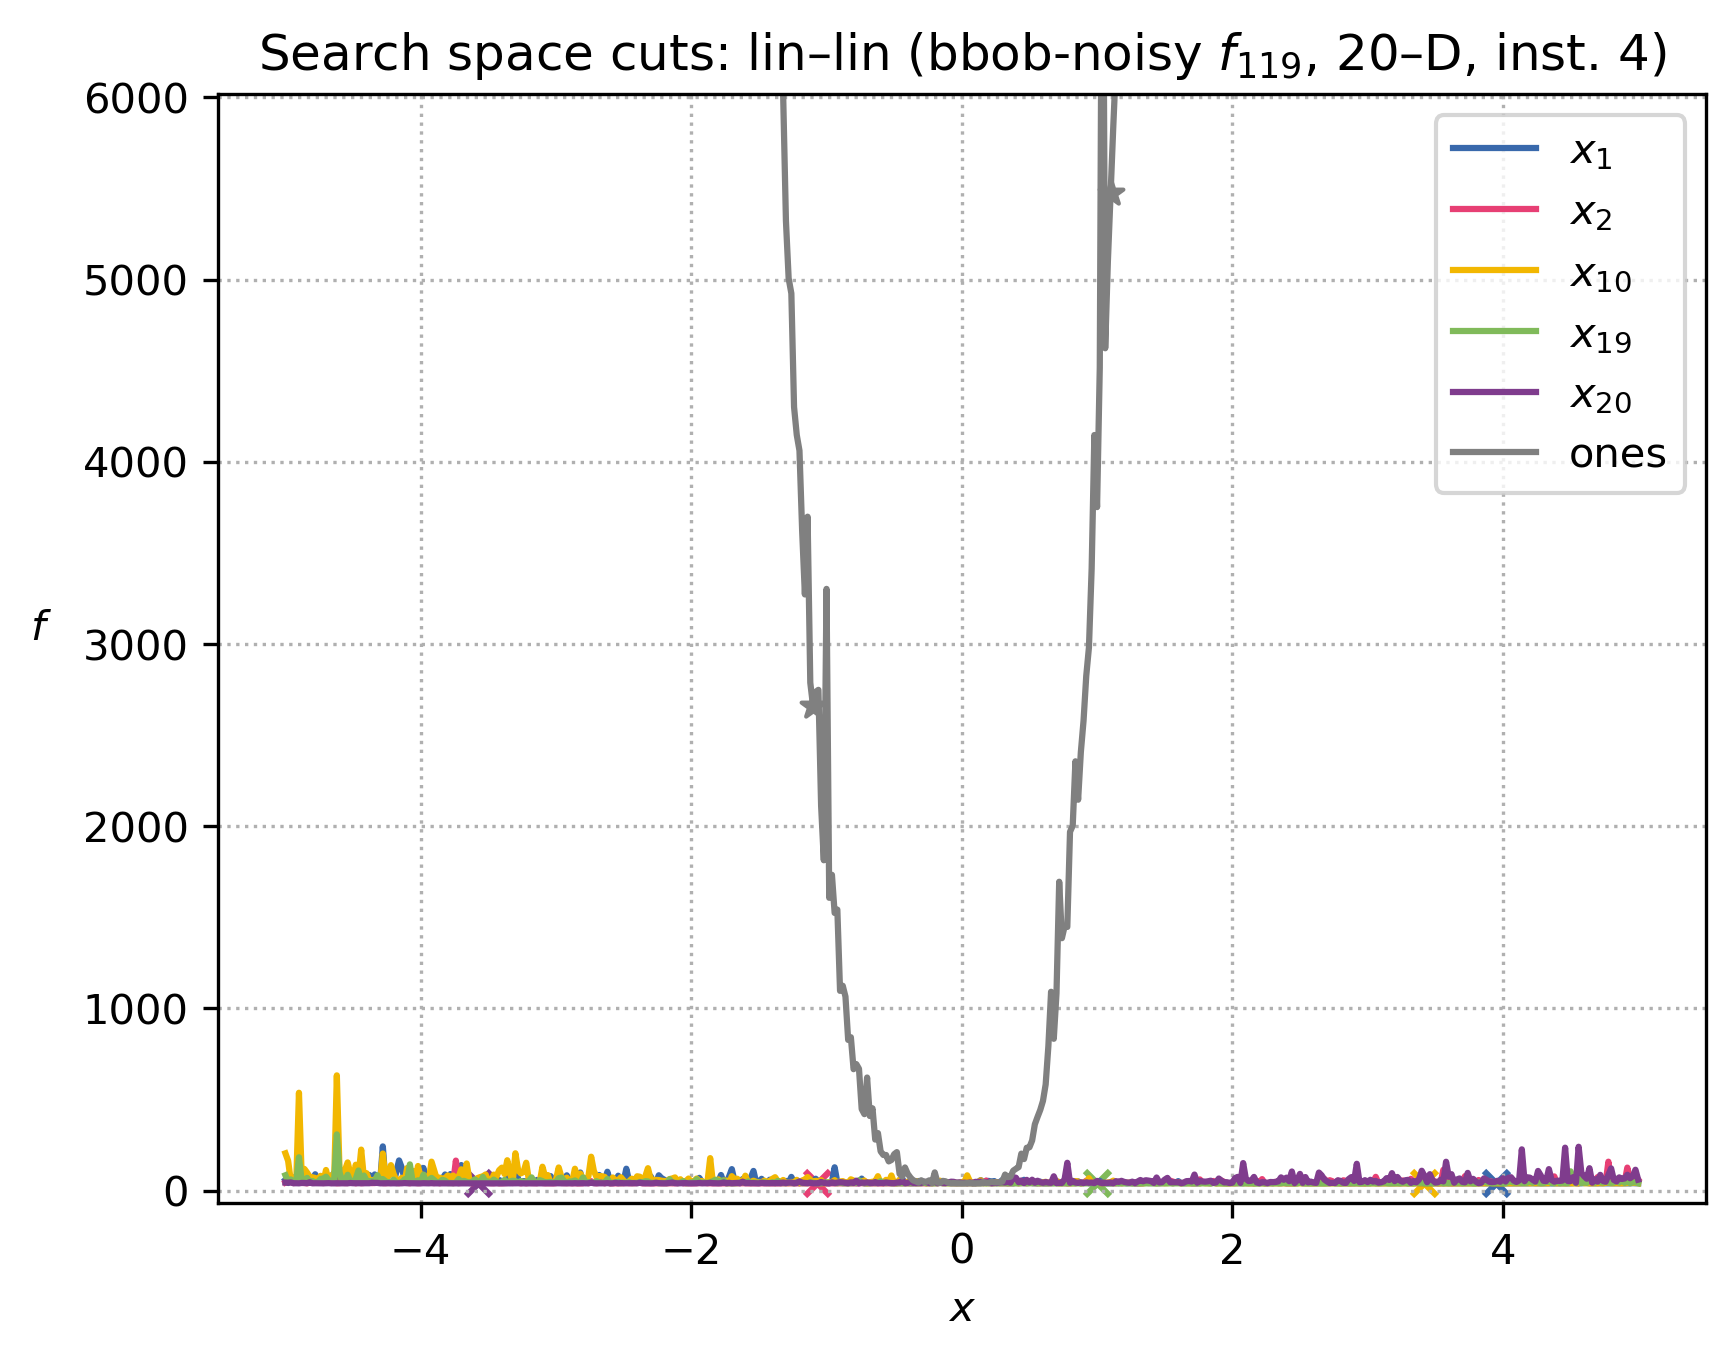 Search space cuts: lin–lin (bbob-noisy f₁₁₉, 20–D, inst. 4)
6000
5000
4000
3000
2000
1000
0
f
−4
−2
0
2
4
x
x₁
x₂
x₁₀
x₁₉
x₂₀
ones